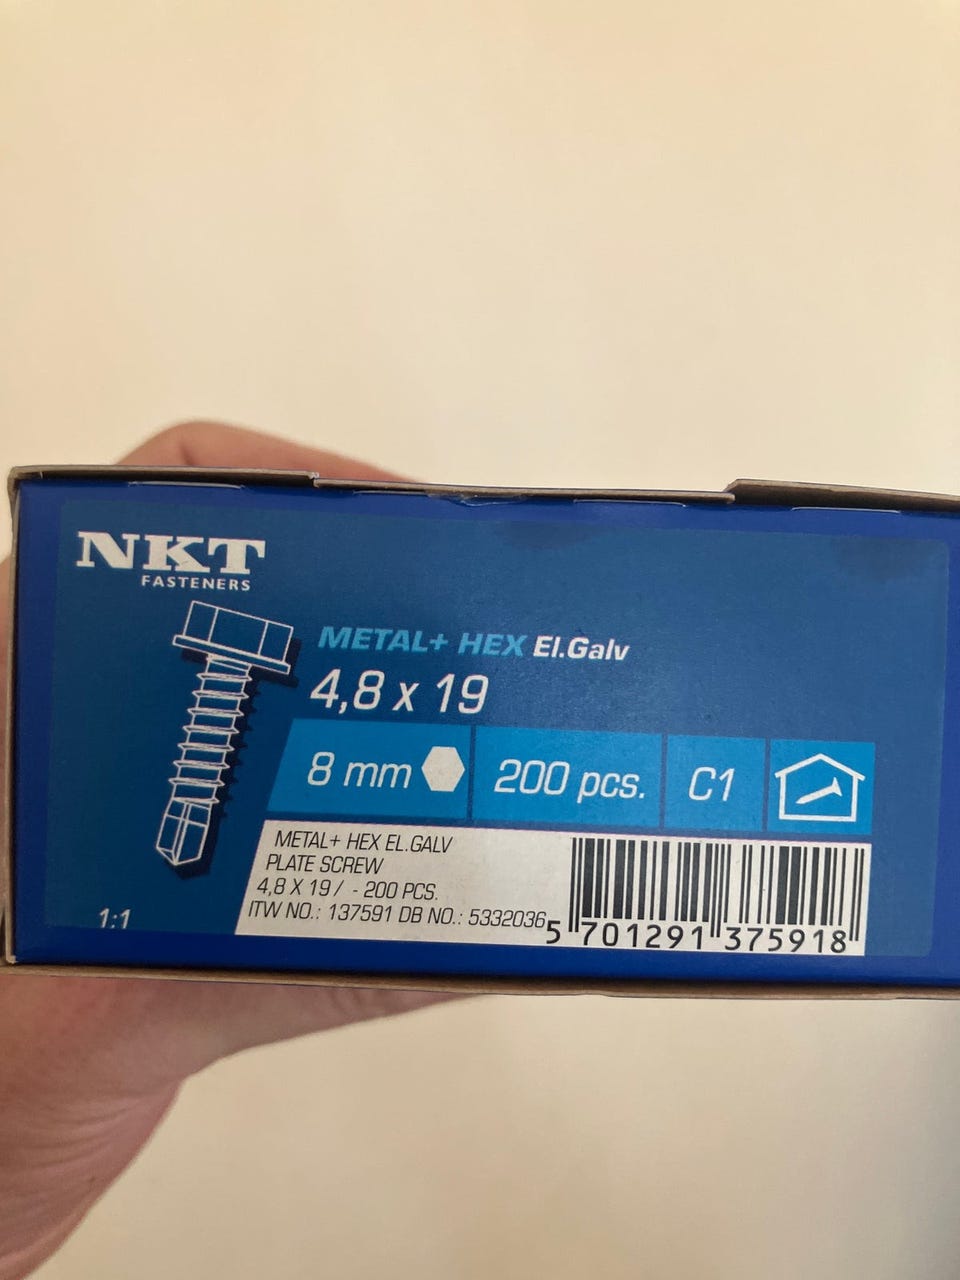 NKT
FASTENERS
METAL+ HEX El.Galv
4,8 x 19
8 mm
200 pcs.
C1
METAL+ HEX EL.GALV
PLATE SCREW
4,8 X 19 / - 200 PCS.
ITW NO.: 137591 DB NO.: 5332036
5 701291 375918
1:1